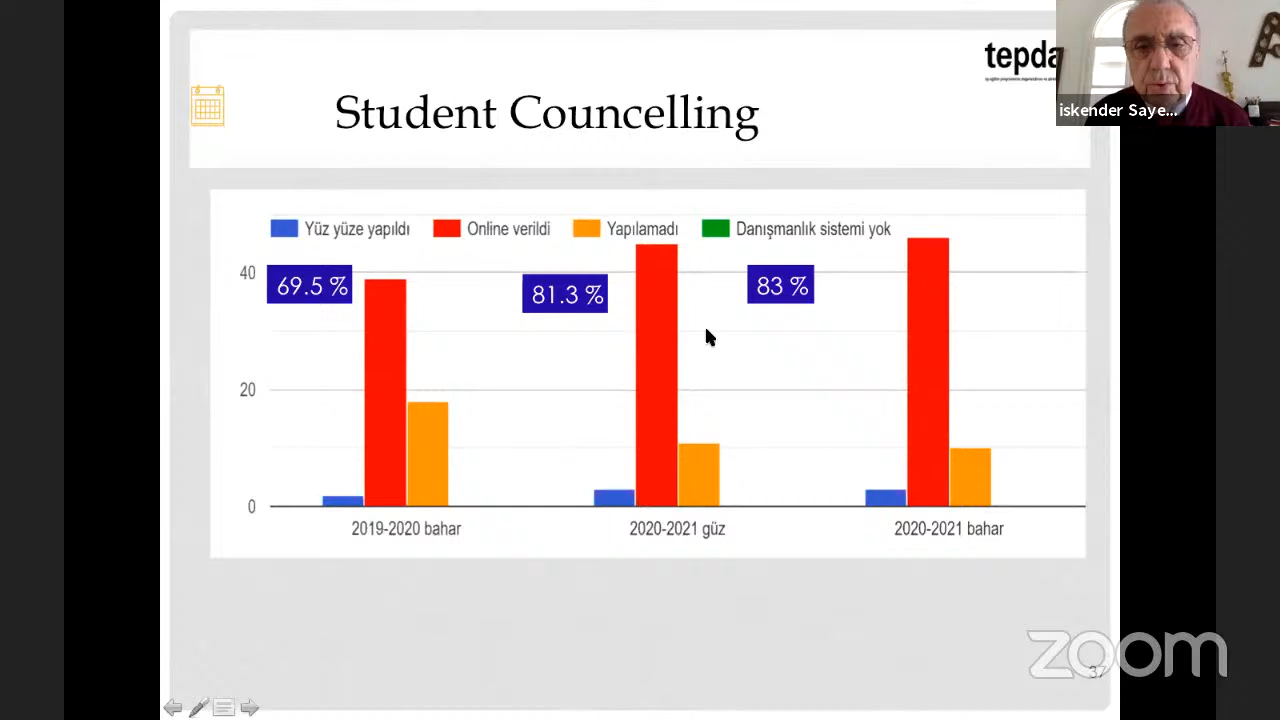 tepda
iskender Saye...
Student Councelling
Yüz yüze yapıldı
Online verildi
Yapılamadı
Danışmanlık sistemi yok
40
69.5 %
81.3 %
83 %
20
0
2019-2020 bahar
2020-2021 güz
2020-2021 bahar
zoom
37